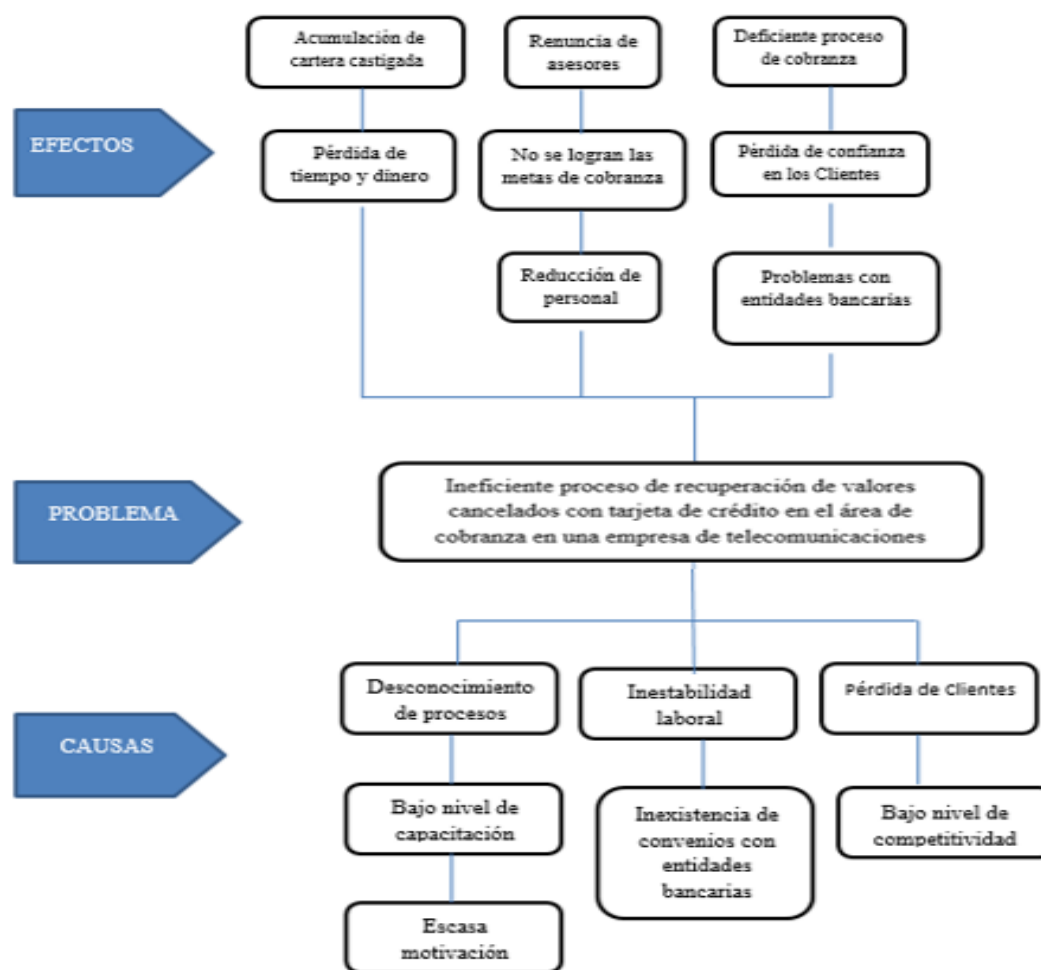 Acumulación de
cartera castigada
Renuncia de
asesores
Deficiente proceso
de cobranza
EFECTOS
Pérdida de
tiempo y dinero
No se logran las
metas de cobranza
Pérdida de confianza
en los Clientes
Reducción de
personal
Problemas con
entidades bancarias
PROBLEMA
Ineficiente proceso de recuperación de valores
cancelados con tarjeta de crédito en el área de
cobranza en una empresa de telecomunicaciones
Desconocimiento
de procesos
Inestabilidad
laboral
Pérdida de Clientes
CAUSAS
Bajo nivel de
capacitación
Inexistencia de
convenios con
entidades
bancarias
Bajo nivel de
competitividad
Escasa
motivación